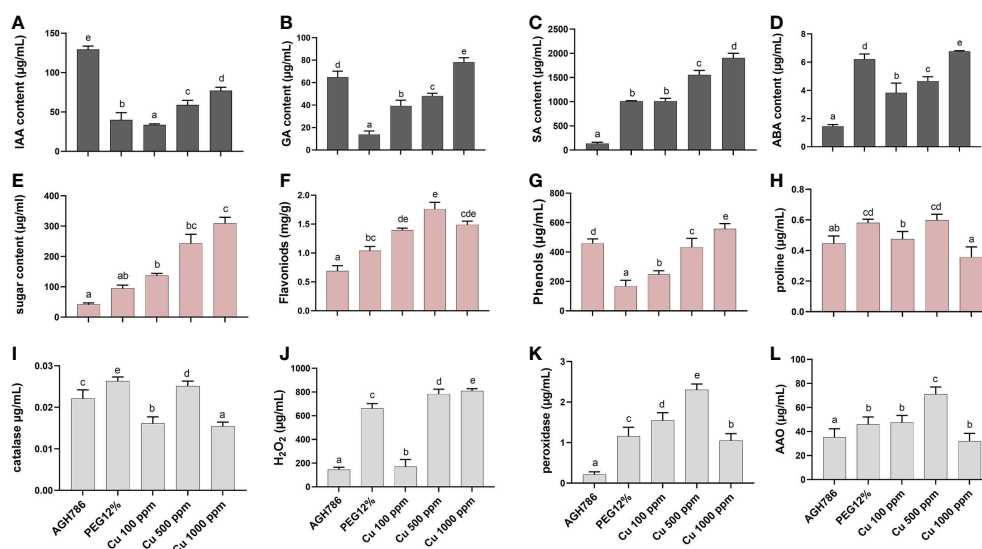 A
IAA content (µg/mL)
150
100
50
0
e
b
a
c
d
B
GA content (µg/mL)
100
80
60
40
20
0
d
a
b
c
e
C
SA content (µg/mL)
2500
2000
1500
1000
500
0
a
b
b
c
d
D
ABA content (µg/mL)
8
6
4
2
0
a
d
b
c
e
E
sugar content (µg/ml)
400
300
200
100
0
a
ab
b
bc
c
F
Flavoniods (mg/g)
2.0
1.5
1.0
0.5
0.0
a
bc
de
e
cde
G
Phenols (µg/mL)
800
600
400
200
0
d
a
b
c
e
H
proline (µg/mL)
0.8
0.6
0.4
0.2
0.0
ab
cd
b
cd
a
I
catalase µg/mL)
0.03
0.02
0.01
0.00
c
e
b
d
a
AGH786
PEG12%
Cu 100 ppm
Cu 500 ppm
Cu 1000 ppm
J
H₂O₂ (µg/mL)
1000
800
600
400
200
0
a
c
b
d
e
AGH786
PEG12%
Cu 100 ppm
Cu 500 ppm
Cu 1000 ppm
K
peroxidase (µg/mL)
3
2
1
0
a
c
d
e
b
AGH786
PEG12%
Cu 100 ppm
Cu 500 ppm
Cu 1000 ppm
L
AAO (µg/mL)
100
80
60
40
20
0
a
b
b
c
a
AGH786
PEG12%
Cu 100 ppm
Cu 500 ppm
Cu 1000 ppm